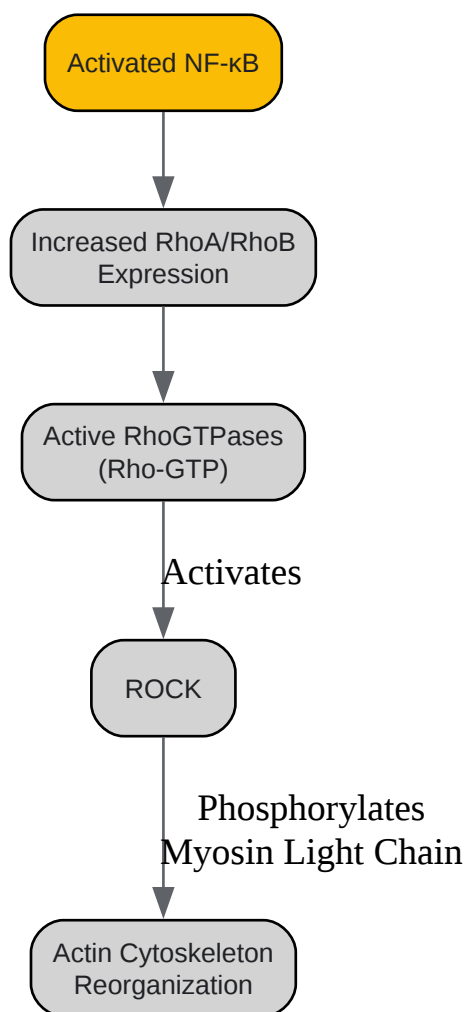 Activated NF-κB
Increased RhoA/RhoB
Expression
Active RhoGTPases
(Rho-GTP)
Activates
ROCK
Phosphorylates
Myosin Light Chain
Actin Cytoskeleton
Reorganization